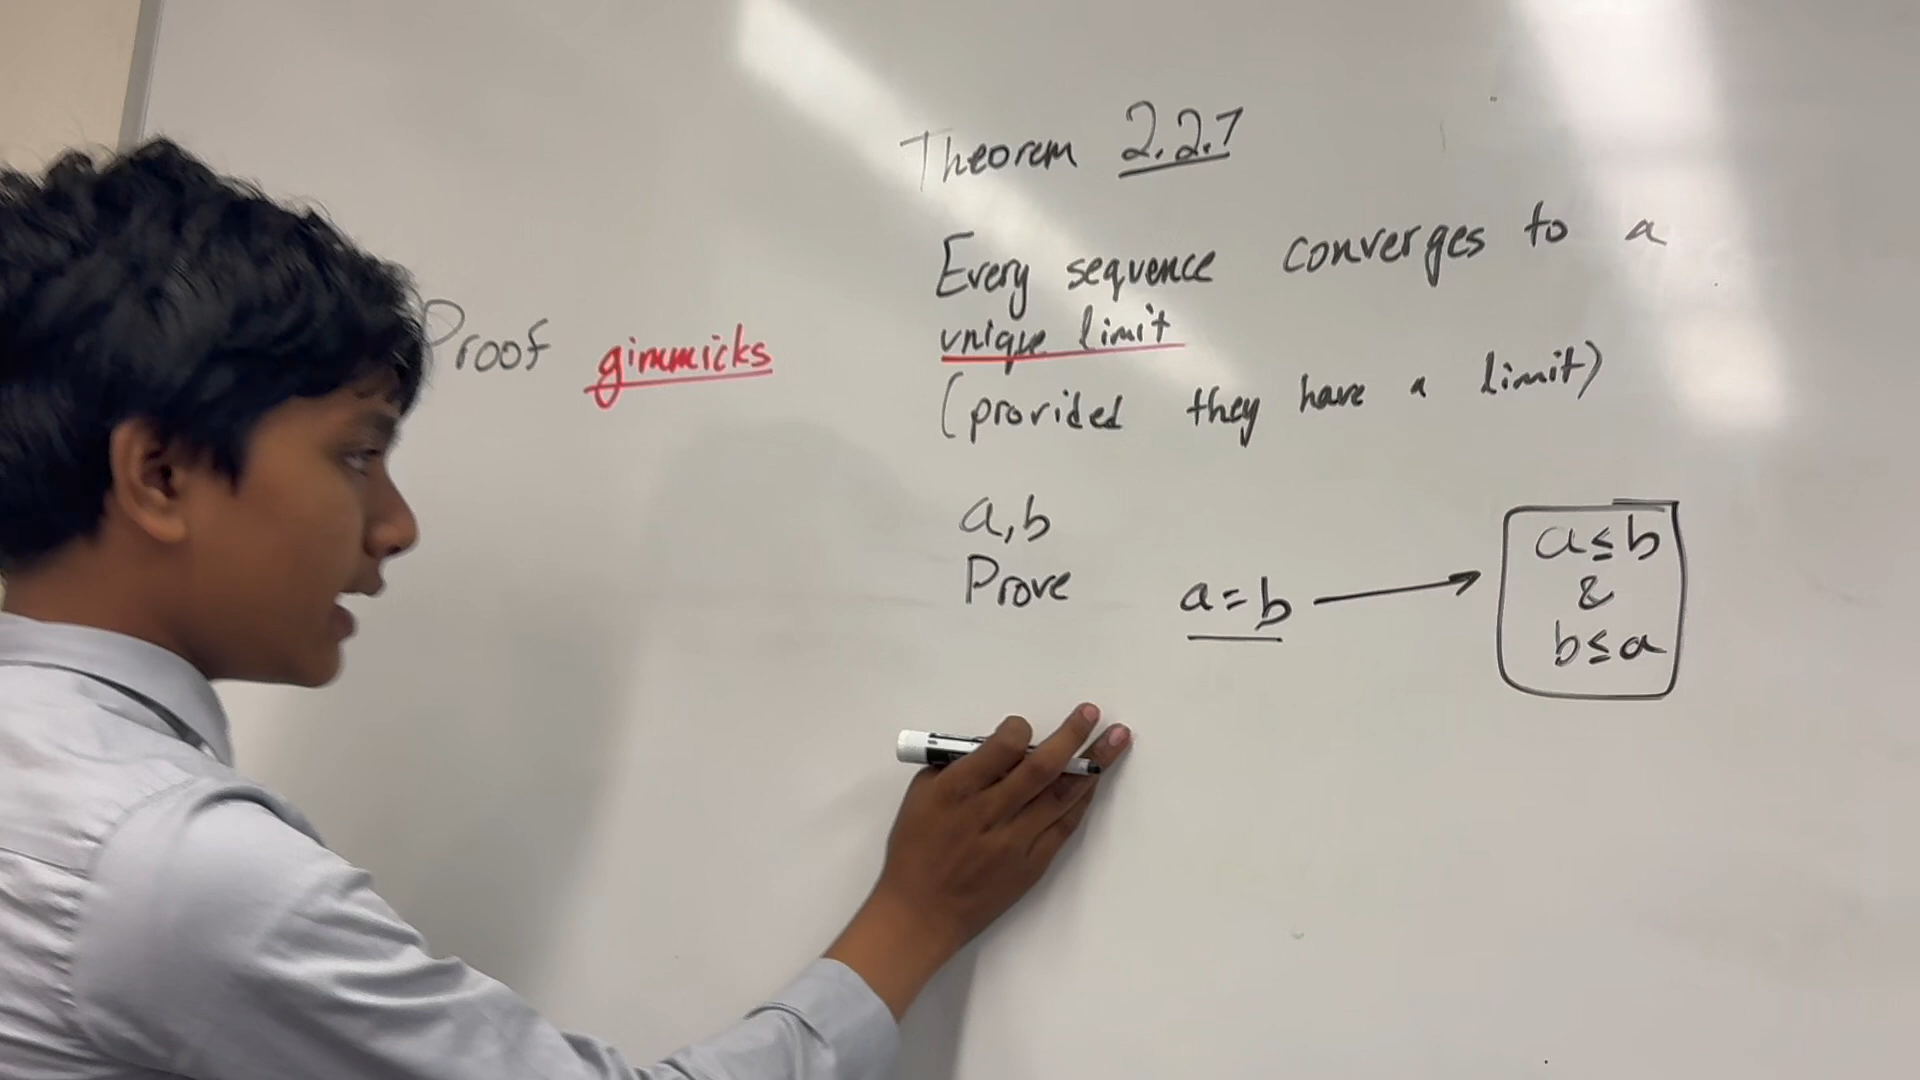 Proof gimmicks
Theorem 2.2.7
Every sequence converges to a
unique limit
(provided they have a limit)
a,b
Prove a=b
a≤b
&
b≤a